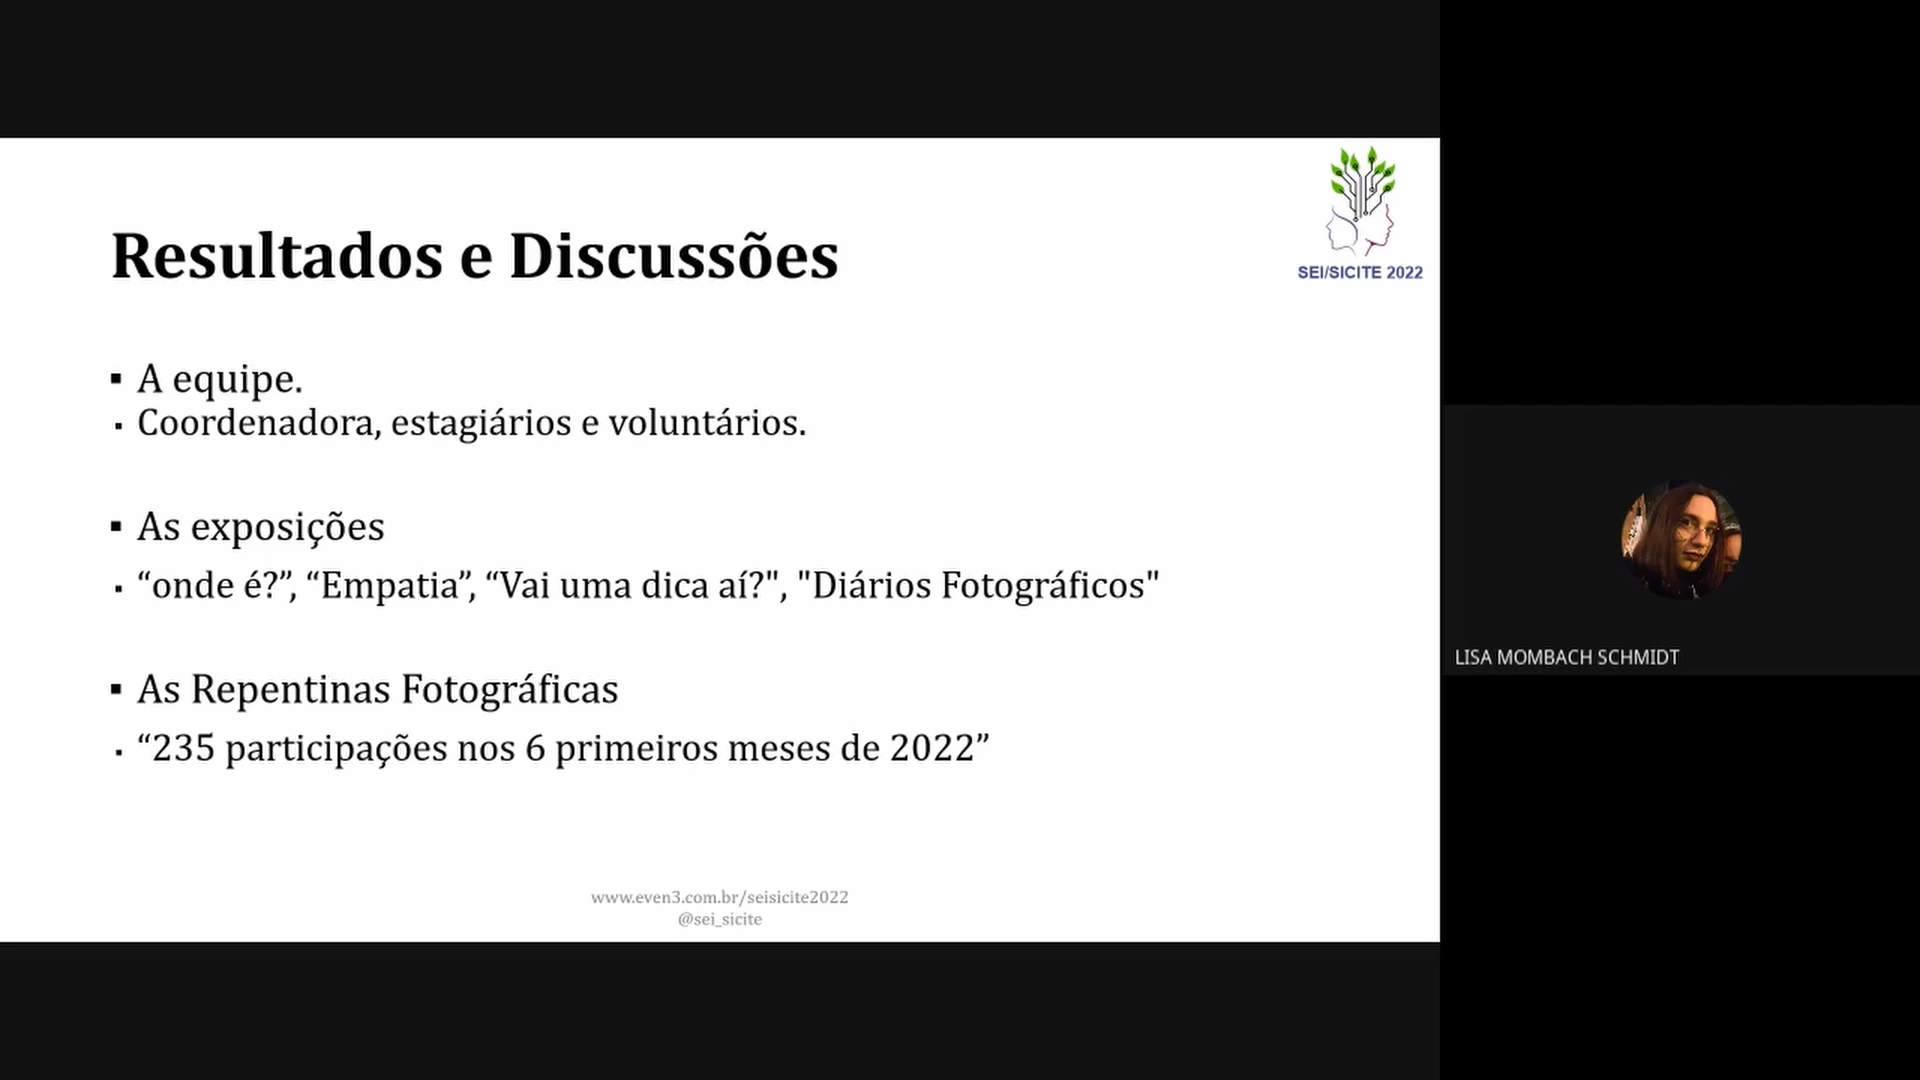 SEI/SICITE 2022
Resultados e Discussões
▪ A equipe.
▪ Coordenadora, estagiários e voluntários.
▪ As exposições
▪ “onde é?”, “Empatia”, “Vai uma dica aí?", "Diários Fotográficos"
▪ As Repentinas Fotográficas
▪ “235 participações nos 6 primeiros meses de 2022”
www.even3.com.br/seisicite2022
@sei_sicite
LISA MOMBACH SCHMIDT